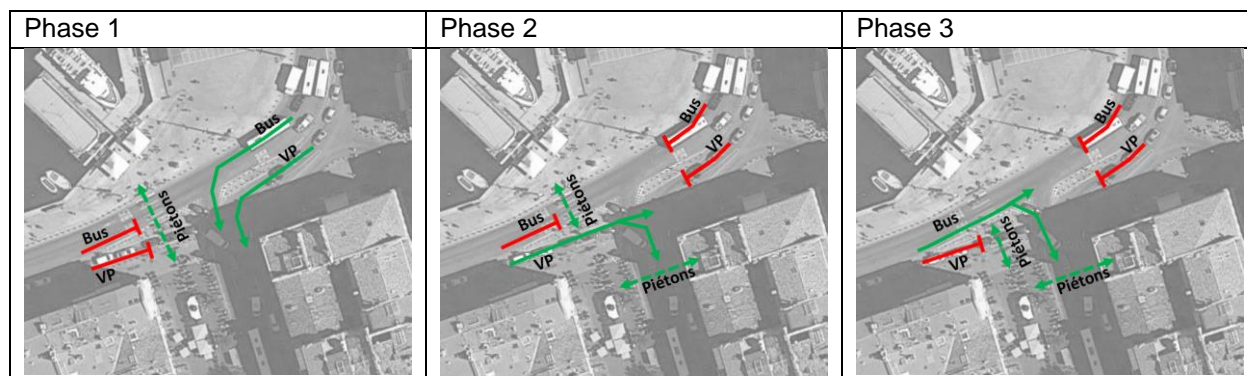 Phase 1
Phase 2
Phase 3
Bus
VP
Piétons
Bus
VP
Bus
VP
Piétons
Bus
VP
Piétons
Bus
VP
Bus
Piétons
VP
Piétons